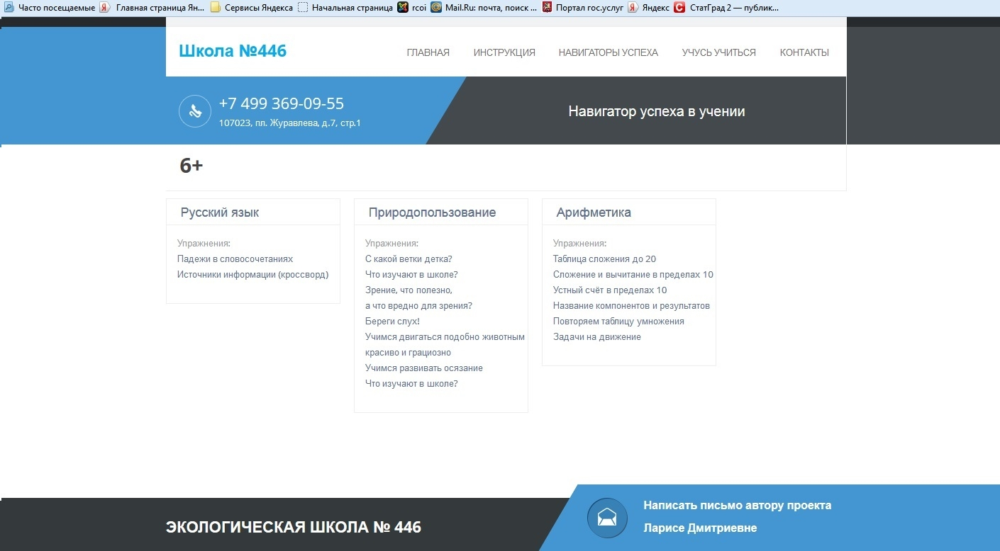 Часто посещаемые Главная страница Ян... Сервисы Яндекса Начальная страница rcoi Mail.Ru: почта, поиск ... Портал гос.услуг Яндекс СтатГрад 2 — публик...
Школа №446
ГЛАВНАЯ ИНСТРУКЦИЯ НАВИГАТОРЫ УСПЕХА УЧУСЬ УЧИТЬСЯ КОНТАКТЫ
+7 499 369-09-55
107023, пл. Журавлева, д.7, стр.1
Навигатор успеха в учении
6+
Русский язык
Упражнения:
Падежи в словосочетаниях
Источники информации (кроссворд)
Природопользование
Упражнения:
С какой ветки детка?
Что изучают в школе?
Зрение, что полезно,
а что вредно для зрения?
Береги слух!
Учимся двигаться подобно животным
красиво и грациозно
Учимся развивать осязание
Что изучают в школе?
Арифметика
Упражнения:
Таблица сложения до 20
Сложение и вычитание в пределах 10
Устный счёт в пределах 10
Название компонентов и результатов
Повторяем таблицу умножения
Задачи на движение
ЭКОЛОГИЧЕСКАЯ ШКОЛА № 446
Написать письмо автору проекта
Ларисе Дмитриевне